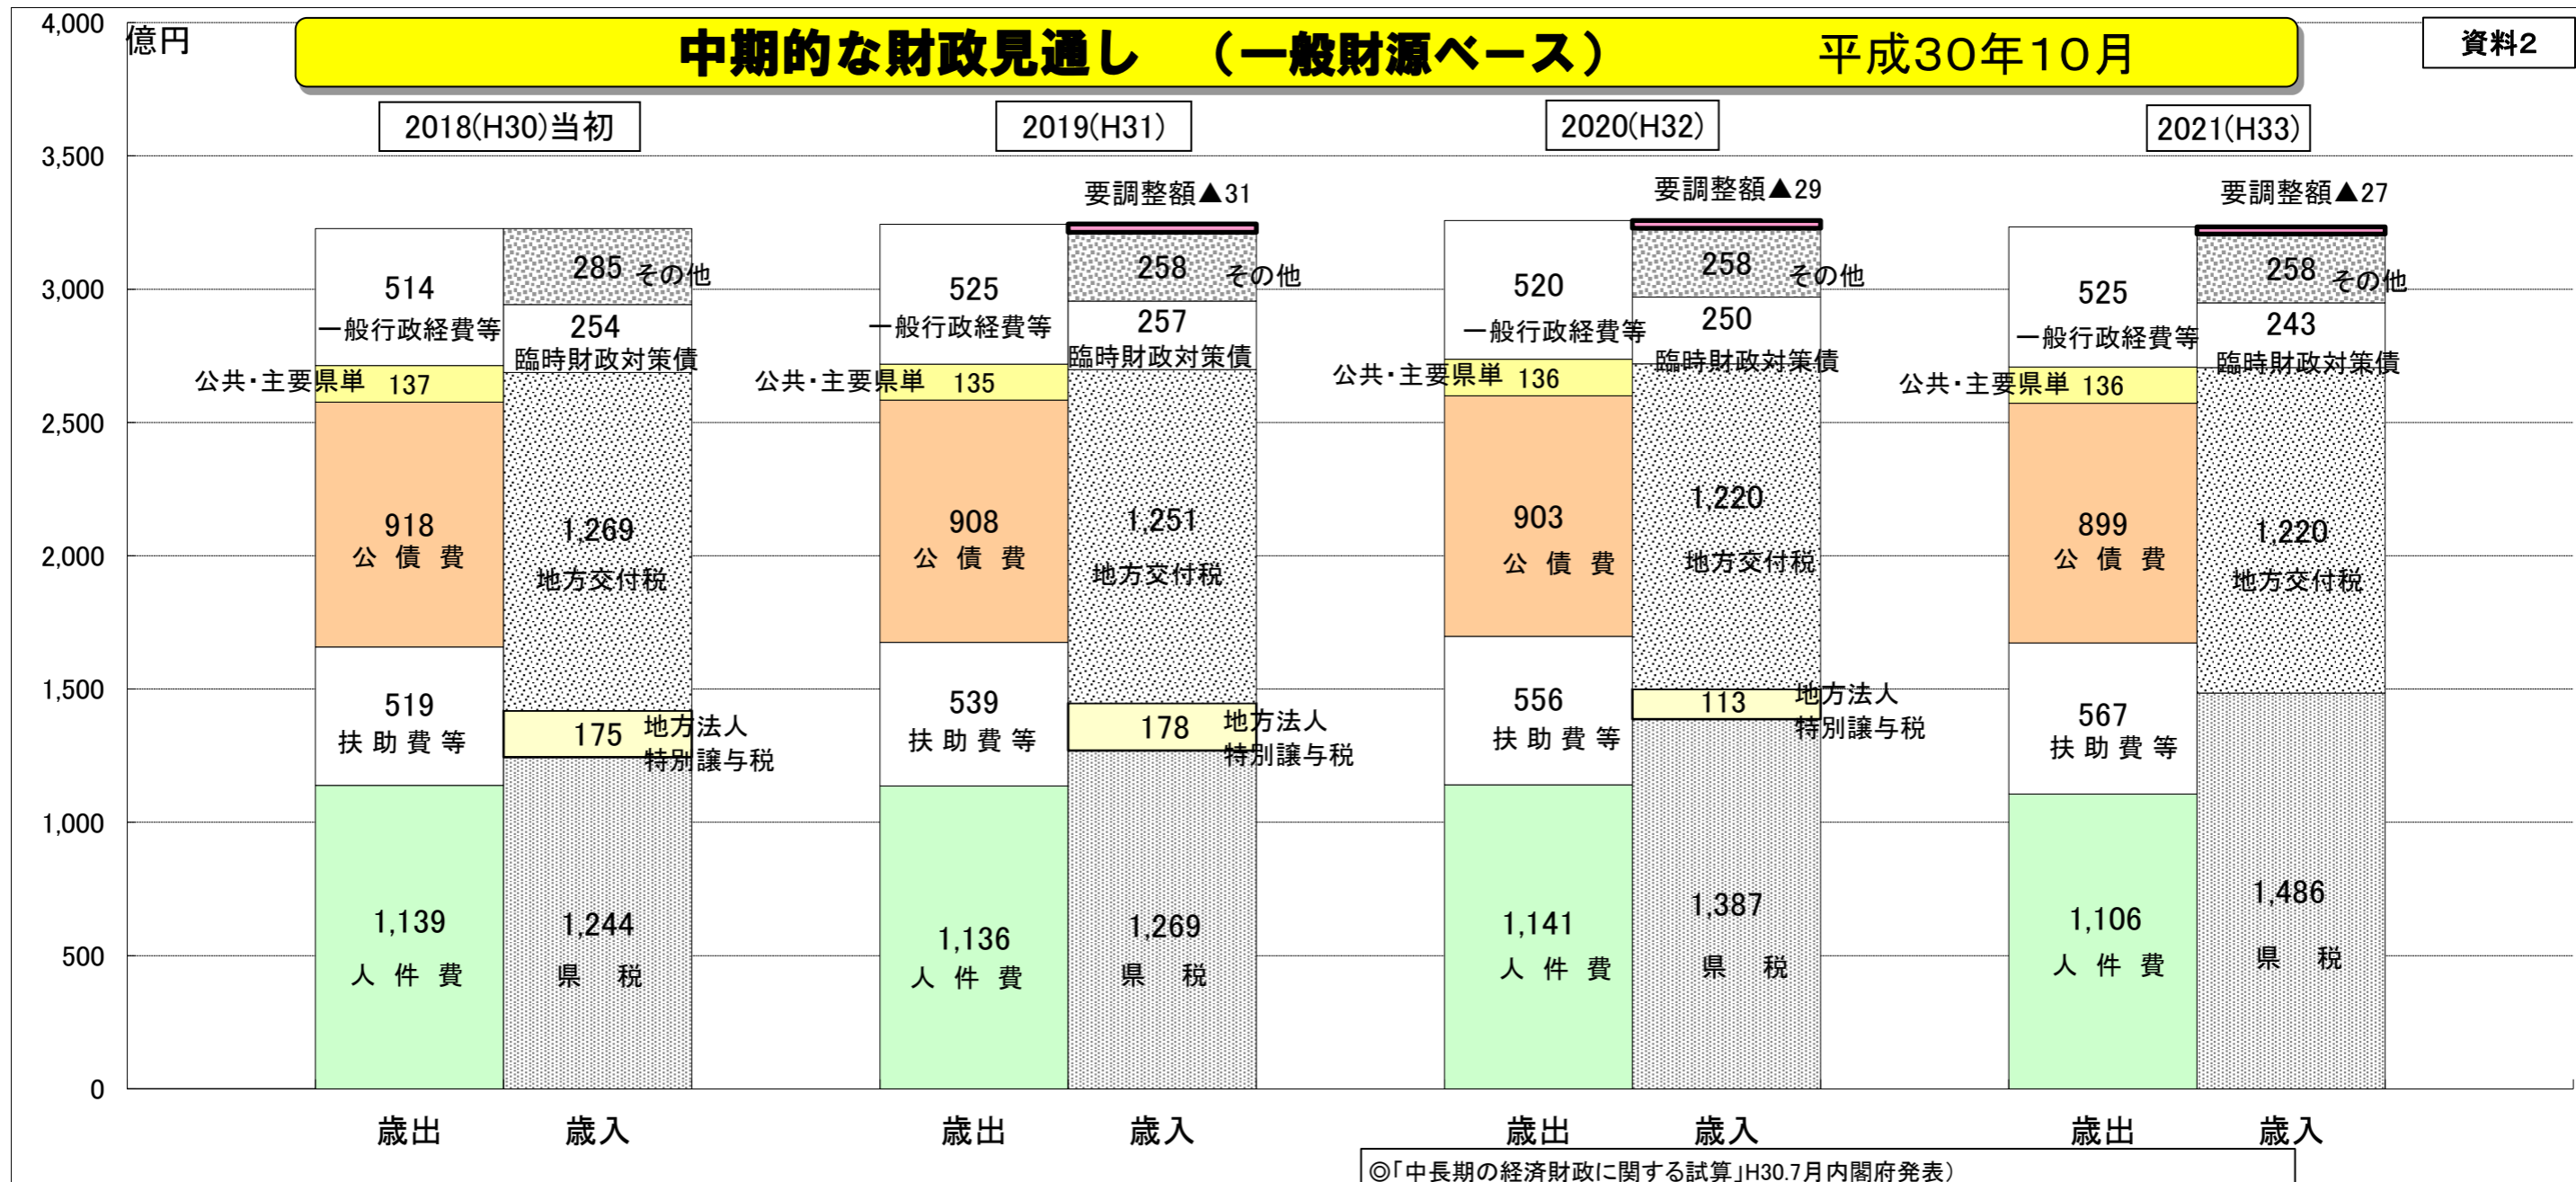 4,000
億円
中期的な財政見通し （一般財源ベース） 平成30年10月
資料2
2018(H30)当初
2019(H31)
2020(H32)
2021(H33)
3,500
3,000
2,500
2,000
1,500
1,000
500
0
514
一般行政経費等
公共・主要県単 137
918
公債費
519
扶助費等
1,139
人件費
285 その他
254
臨時財政対策債
1,269
地方交付税
175
地方法人
特別譲与税
1,244
県税
525
一般行政経費等
公共・主要県単 135
908
公債費
539
扶助費等
1,136
人件費
要調整額▲31
258 その他
257
臨時財政対策債
1,251
地方交付税
178
地方法人
特別譲与税
1,269
県税
520
一般行政経費等
公共・主要県単 136
903
公債費
556
扶助費等
1,141
人件費
要調整額▲29
258 その他
250
臨時財政対策債
1,220
地方交付税
113
地方法人
特別譲与税
1,387
県税
525
一般行政経費等
公共・主要県単 136
899
公債費
567
扶助費等
1,106
人件費
要調整額▲27
258 その他
243
臨時財政対策債
1,220
地方交付税
1,486
県税
歳出 歳入 歳出 歳入 歳出 歳入 歳出 歳入
◎「中長期の経済財政に関する試算」H30.7月内閣府発表）